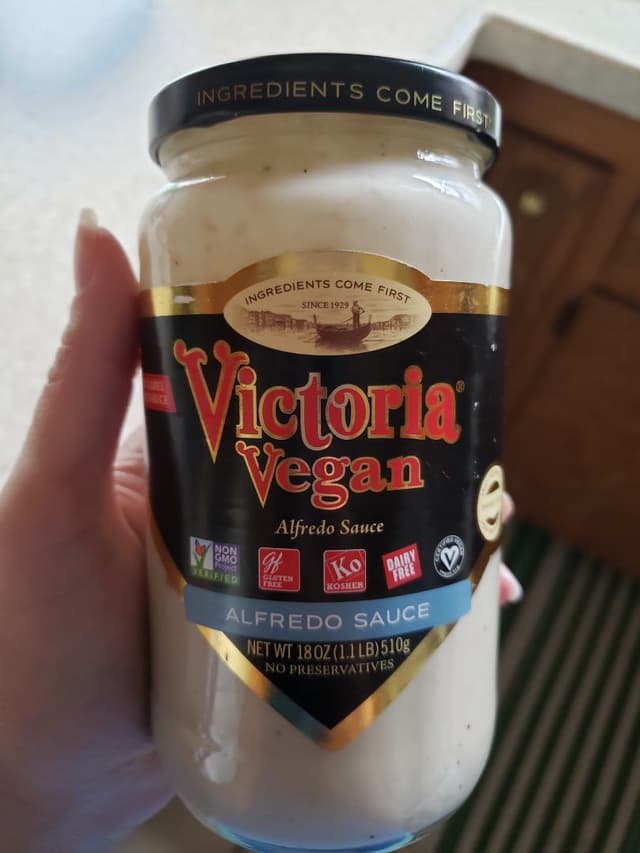 INGREDIENTS COME FIRST
INGREDIENTS COME FIRST
SINCE 1929
Victoria®
Vegan
Alfredo Sauce
NON
GMO
Project
VERIFIED
Gf
GLUTEN
FREE
Ko
KOSHER
DAIRY
FREE
ALFREDO SAUCE
NET WT 18 OZ (1.1 LB) 510g
NO PRESERVATIVES